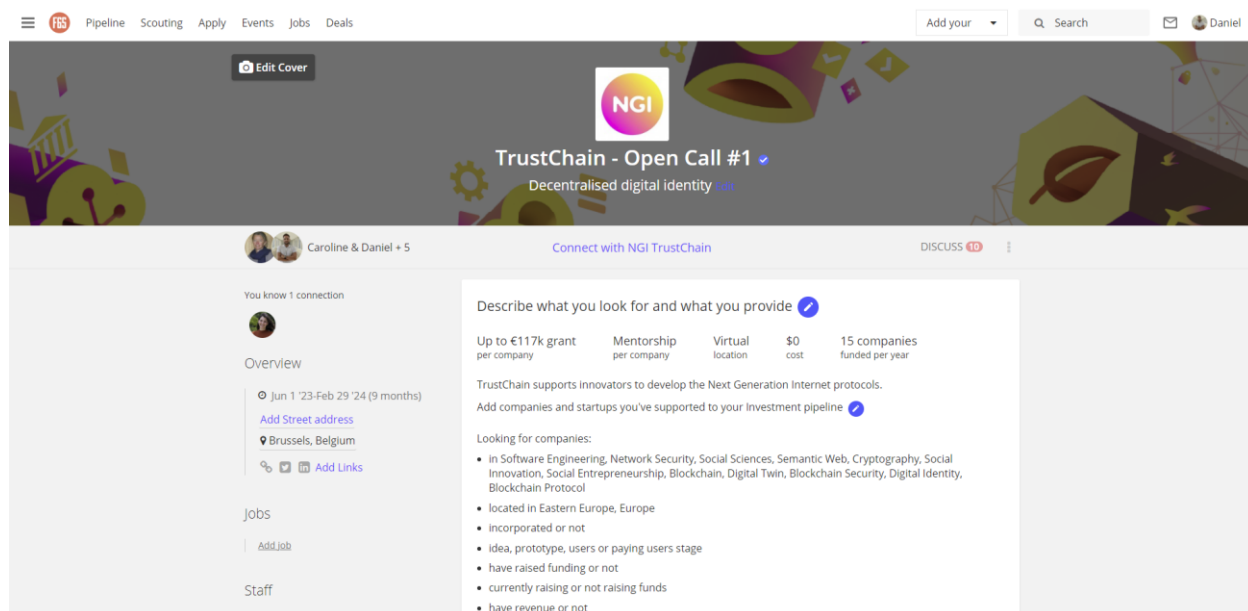 F6S
Pipeline Scouting Apply Events Jobs Deals
Add your
Search
Daniel
Edit Cover
NGI
TrustChain - Open Call #1
Decentralised digital identity
Caroline & Daniel + 5
Connect with NGI TrustChain
DISCUSS 10
You know 1 connection
Overview
Jun 1 '23-Feb 29 '24 (9 months)
Add Street address
Brussels, Belgium
Add Links
Jobs
Add job
Staff
Describe what you look for and what you provide
Up to €117k grant
per company
Mentorship
per company
Virtual
location
$0
cost
15 companies
funded per year
TrustChain supports innovators to develop the Next Generation Internet protocols.
Add companies and startups you've supported to your Investment pipeline
Looking for companies:
• in Software Engineering, Network Security, Social Sciences, Semantic Web, Cryptography, Social
Innovation, Social Entrepreneurship, Blockchain, Digital Twin, Blockchain Security, Digital Identity,
Blockchain Protocol
• located in Eastern Europe, Europe
• incorporated or not
• idea, prototype, users or paying users stage
• have raised funding or not
• currently raising or not raising funds
• have revenue or not